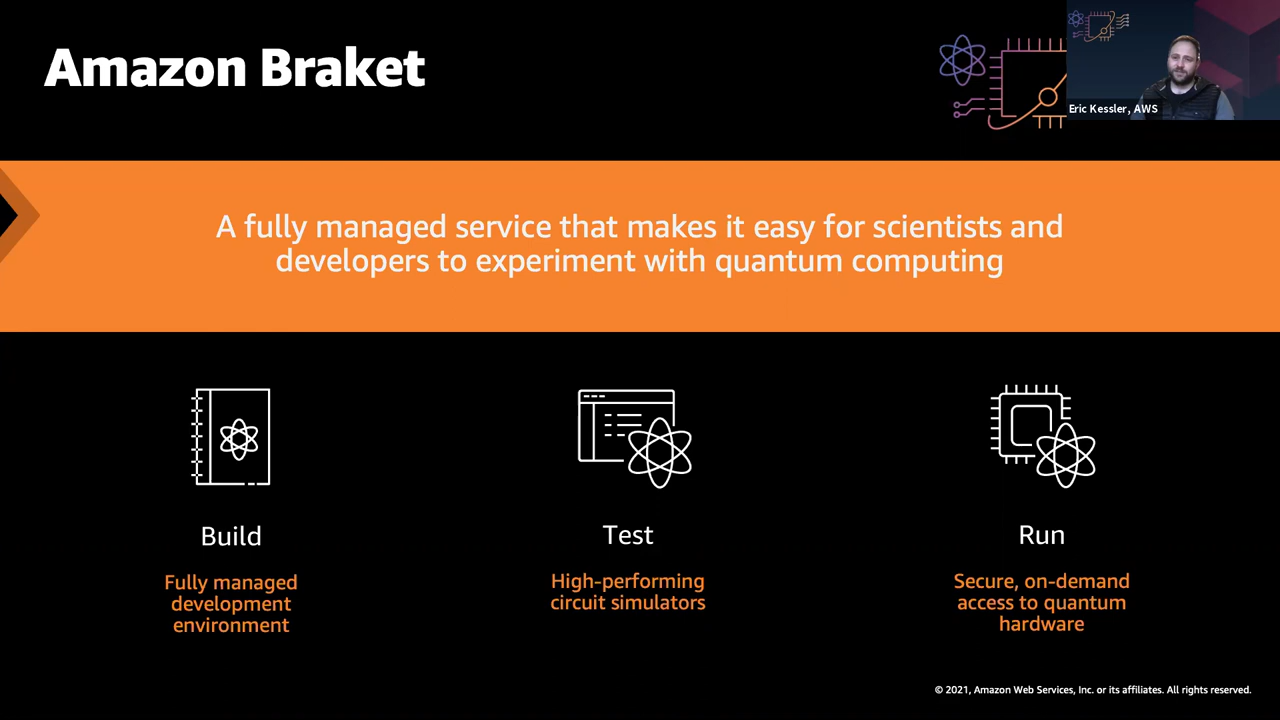 Amazon Braket
Eric Kessler, AWS
A fully managed service that makes it easy for scientists and
developers to experiment with quantum computing
Build
Fully managed
development
environment
Test
High-performing
circuit simulators
Run
Secure, on-demand
access to quantum
hardware
© 2021, Amazon Web Services, Inc. or its affiliates. All rights reserved.